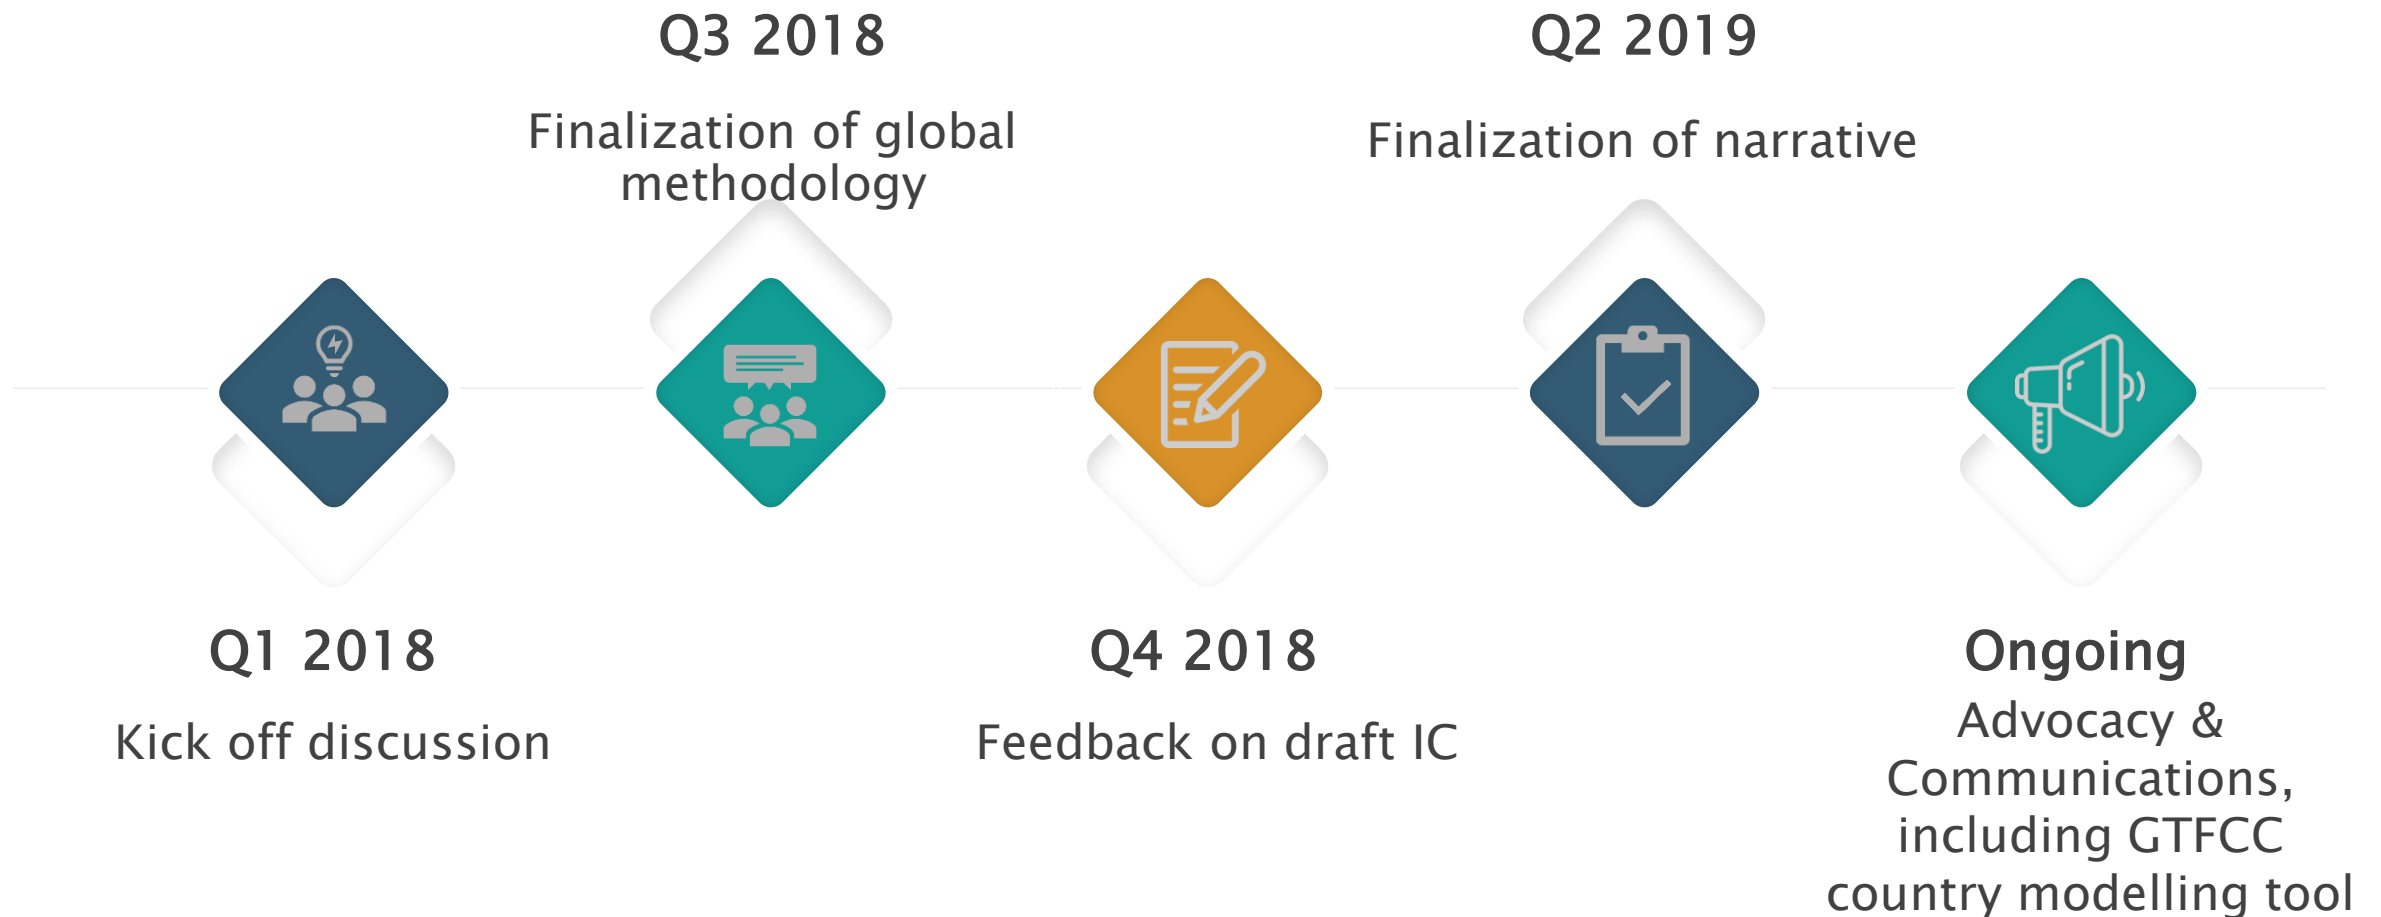 Q3 2018
Finalization of global
methodology
Q2 2019
Finalization of narrative
Q1 2018
Kick off discussion
Q4 2018
Feedback on draft IC
Ongoing
Advocacy &
Communications,
including GTFCC
country modelling tool